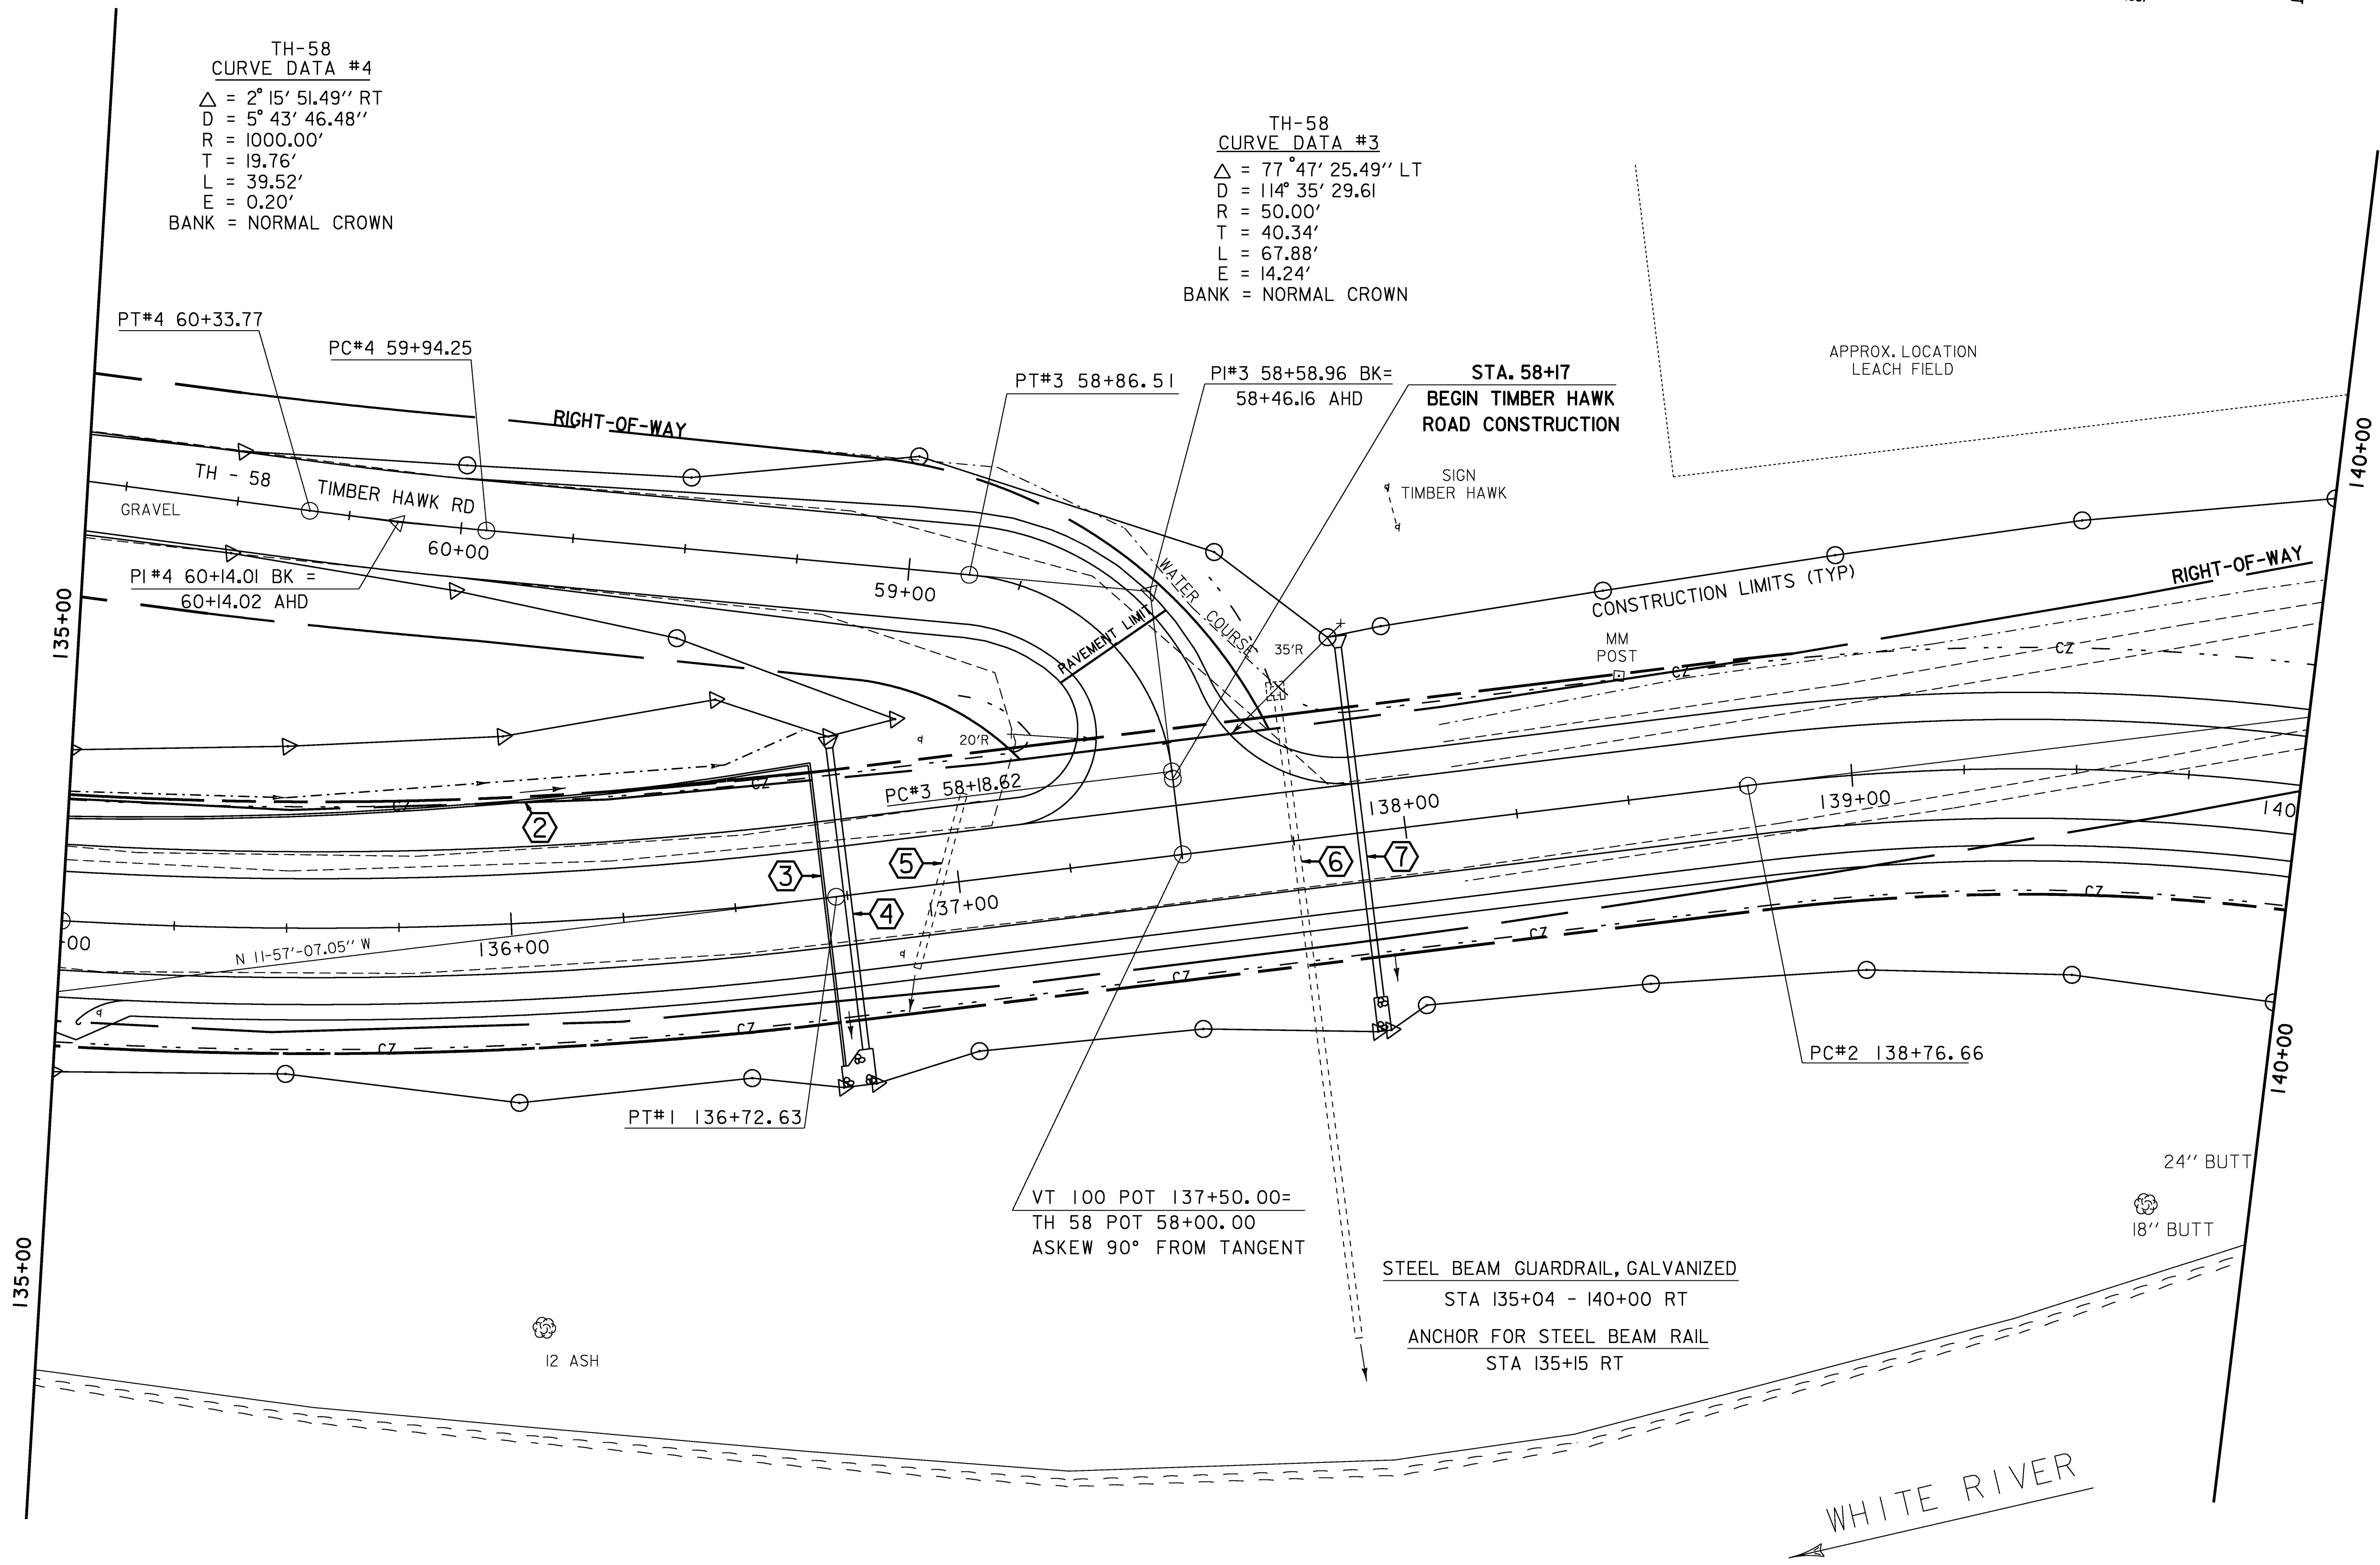 TH-58
CURVE DATA #4
△ = 2° 15' 51.49'' RT
D = 5° 43' 46.48''
R = 1000.00'
T = 19.76'
L = 39.52'
E = 0.20'
BANK = NORMAL CROWN
TH-58
CURVE DATA #3
△ = 77°47' 25.49'' LT
D = 114° 35' 29.61
R = 50.00'
T = 40.34'
L = 67.88'
E = 14.24'
BANK = NORMAL CROWN
PT#4 60+33.77
PC#4 59+94.25
PT#3 58+86.51
PI#3 58+58.96 BK=
58+46.16 AHD
STA. 58+17
BEGIN TIMBER HAWK
ROAD CONSTRUCTION
APPROX. LOCATION
LEACH FIELD
140+00
RIGHT-OF-WAY
TH - 58
TIMBER HAWK RD
GRAVEL
60+00
59+00
SIGN
TIMBER HAWK
PI#4 60+14.01 BK =
60+14.02 AHD
135+00
WATER COURSE
PAVEMENT LIMIT
35'R
CONSTRUCTION LIMITS (TYP)
MM
POST
RIGHT-OF-WAY
CZ
CZ
20'R
PC#3 58+18.62
CZ
CZ
2
3
4
5
6
7
138+00
139+00
140
137+00
136+00
+00
N 11-57'-07.05'' W
CZ
CZ
CZ
CZ
CZ
PT#1 136+72.63
PC#2 138+76.66
140+00
VT 100 POT 137+50.00=
TH 58 POT 58+00.00
ASKEW 90° FROM TANGENT
24'' BUTT
18'' BUTT
135+00
STEEL BEAM GUARDRAIL, GALVANIZED
STA 135+04 - 140+00 RT
ANCHOR FOR STEEL BEAM RAIL
STA 135+15 RT
12 ASH
WHITE RIVER